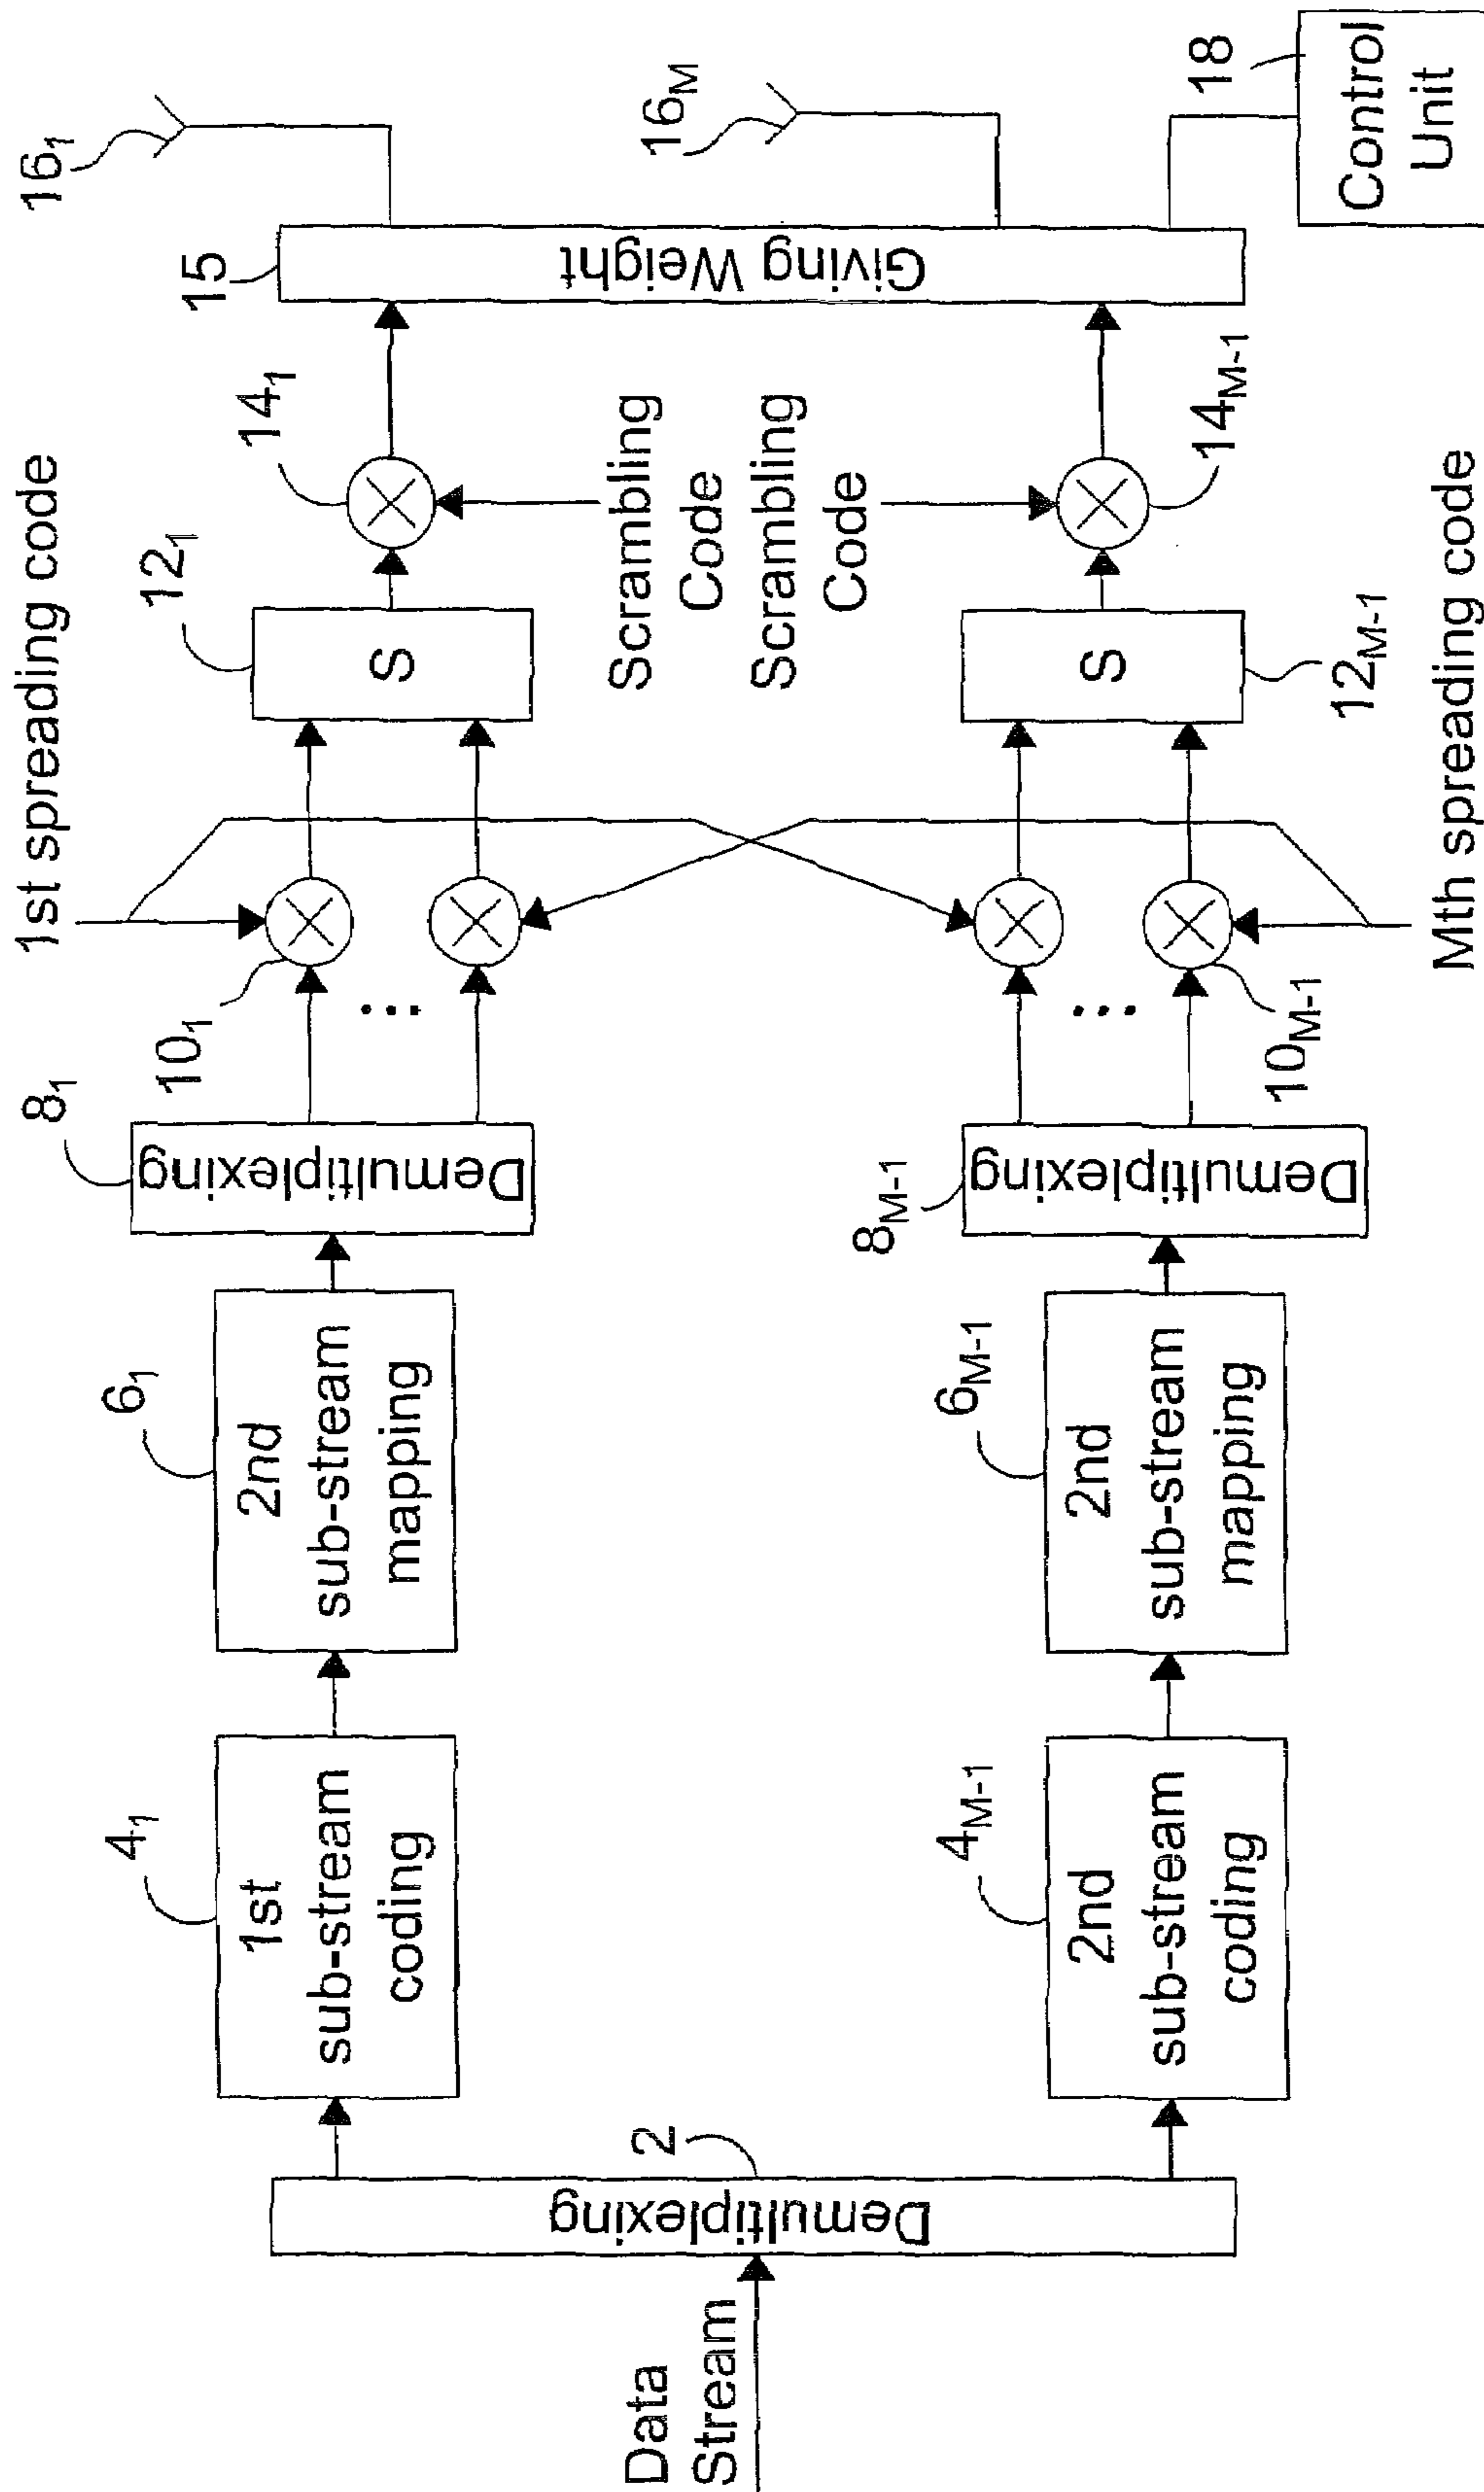 Data
Stream
Demultiplexing
2
4₁
1st
sub-stream
coding
4M-1
2nd
sub-stream
coding
6₁
2nd
sub-stream
mapping
6M-1
2nd
sub-stream
mapping
8₁
Demultiplexing
8M-1
Demultiplexing
10₁
...
10M-1
...
1st spreading code
Mth spreading code
12₁
S
12M-1
S
14₁
Scrambling
Code
Scrambling
Code
14M-1
15
Giving Weight
16₁
16M
18
Control
Unit